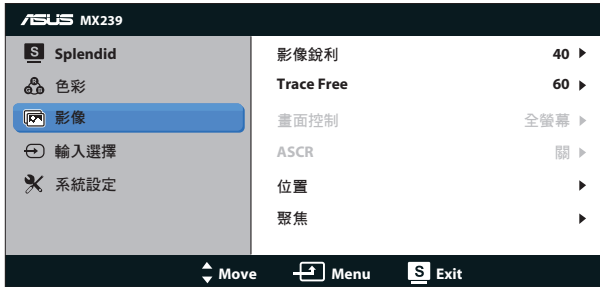 ASUS MX239
S Splendid
色彩
影像
輸入選擇
系統設定
影像銳利 40
Trace Free 60
畫面控制 全螢幕
ASCR 關
位置
聚焦
Move Menu S Exit